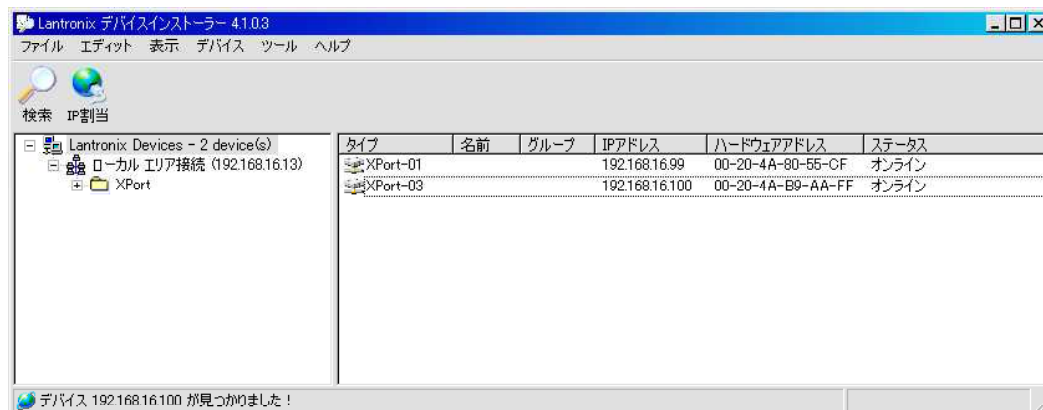 Lantronix デバイスインストーラー 4.1.0.3
ファイル エディット 表示 デバイス ツール ヘルプ
検索 IP割当
Lantronix Devices - 2 device(s)
ローカル エリア接続 (192.168.16.13)
XPort
タイプ 名前 グループ IPアドレス ハードウェアアドレス ステータス
XPort-01 192.168.16.99 00-20-4A-80-55-CF オンライン
XPort-03 192.168.16.100 00-20-4A-B9-AA-FF オンライン
デバイス 192.168.16.100 が見つかりました!